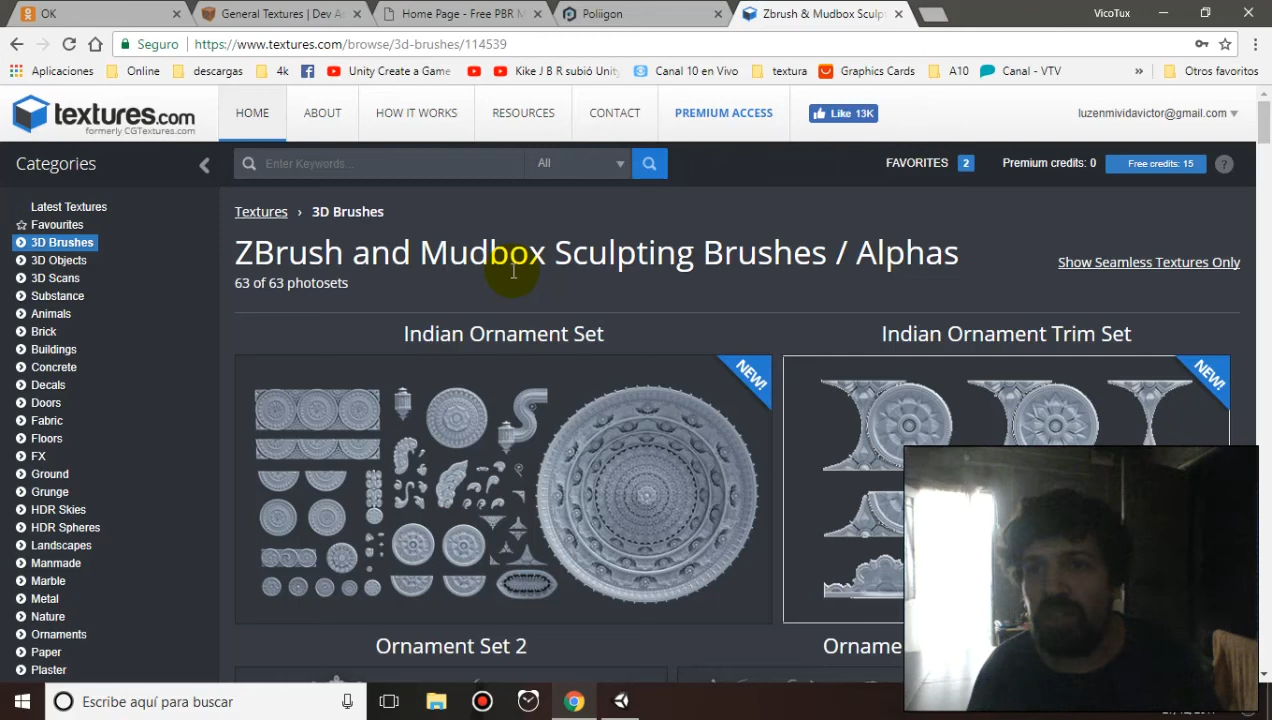 OK
General Textures | Dev As
Home Page - Free PBR M
Poliigon
Zbrush & Mudbox Sculpt
VicoTux
Seguro
https://www.textures.com/browse/3d-brushes/114539
Aplicaciones
Online
descargas
4k
Unity Create a Game
Kike J B R subió Unity
Canal 10 en Vivo
textura
Graphics Cards
A10
Canal - VTV
Otros favoritos
textures.com
formerly CGTextures.com
HOME
ABOUT
HOW IT WORKS
RESOURCES
CONTACT
PREMIUM ACCESS
Like 13K
luzenmividavictor@gmail.com
Categories
Enter Keywords...
All
FAVORITES 2
Premium credits: 0
Free credits: 15
?
Latest Textures
Favourites
3D Brushes
3D Objects
3D Scans
Substance
Animals
Brick
Buildings
Concrete
Decals
Doors
Fabric
Floors
FX
Ground
Grunge
HDR Skies
HDR Spheres
Landscapes
Manmade
Marble
Metal
Nature
Ornaments
Paper
Plaster
Textures › 3D Brushes
ZBrush and Mudbox Sculpting Brushes / Alphas
63 of 63 photosets
Show Seamless Textures Only
Indian Ornament Set
NEW!
Indian Ornament Trim Set
NEW!
Ornament Set 2
Orname
Escribe aquí para buscar